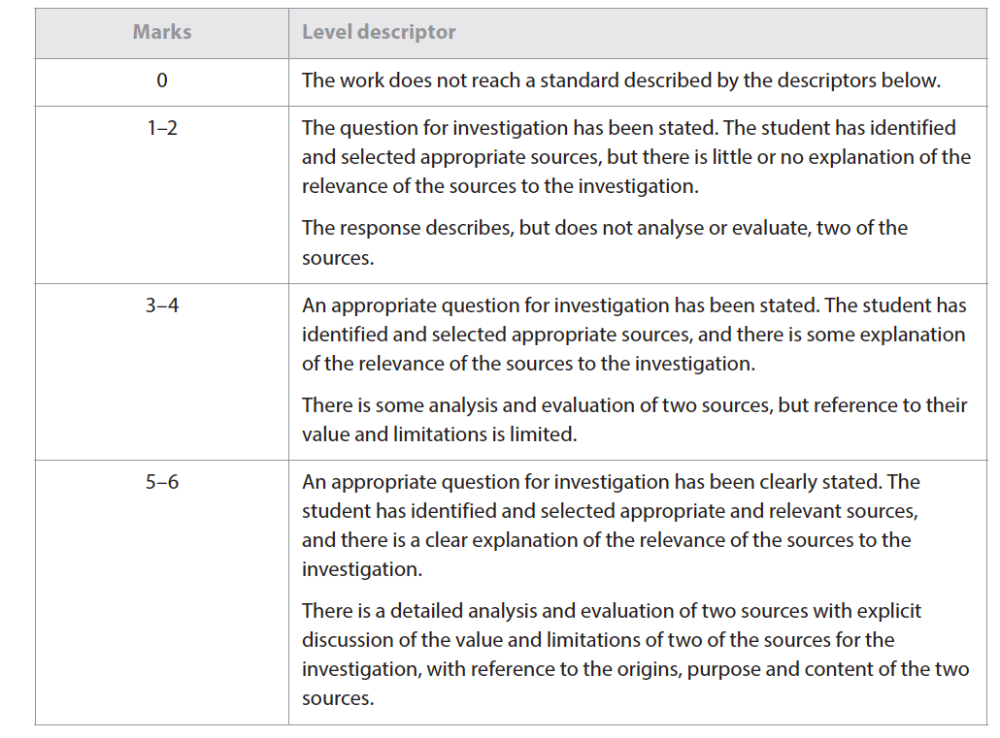 Marks Level descriptor
0 The work does not reach a standard described by the descriptors below.
1–2 The question for investigation has been stated. The student has identified
and selected appropriate sources, but there is little or no explanation of the
relevance of the sources to the investigation.
The response describes, but does not analyse or evaluate, two of the
sources.
3–4 An appropriate question for investigation has been stated. The student has
identified and selected appropriate sources, and there is some explanation
of the relevance of the sources to the investigation.
There is some analysis and evaluation of two sources, but reference to their
value and limitations is limited.
5–6 An appropriate question for investigation has been clearly stated. The
student has identified and selected appropriate and relevant sources,
and there is a clear explanation of the relevance of the sources to the
investigation.
There is a detailed analysis and evaluation of two sources with explicit
discussion of the value and limitations of two of the sources for the
investigation, with reference to the origins, purpose and content of the two
sources.